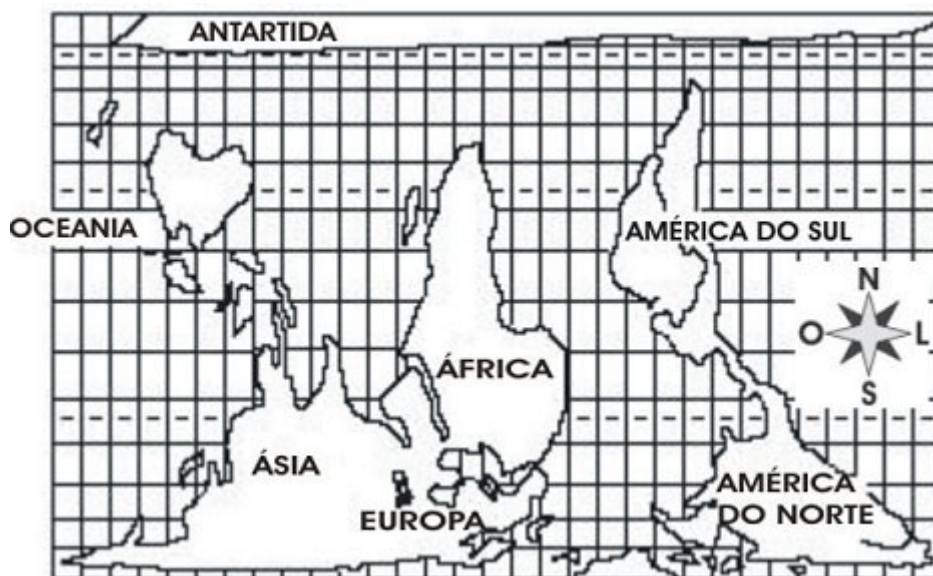 ANTARTIDA
OCEANIA
AMÉRICA DO SUL
N
O
L
S
ÁFRICA
ÁSIA
EUROPA
AMÉRICA
DO NORTE